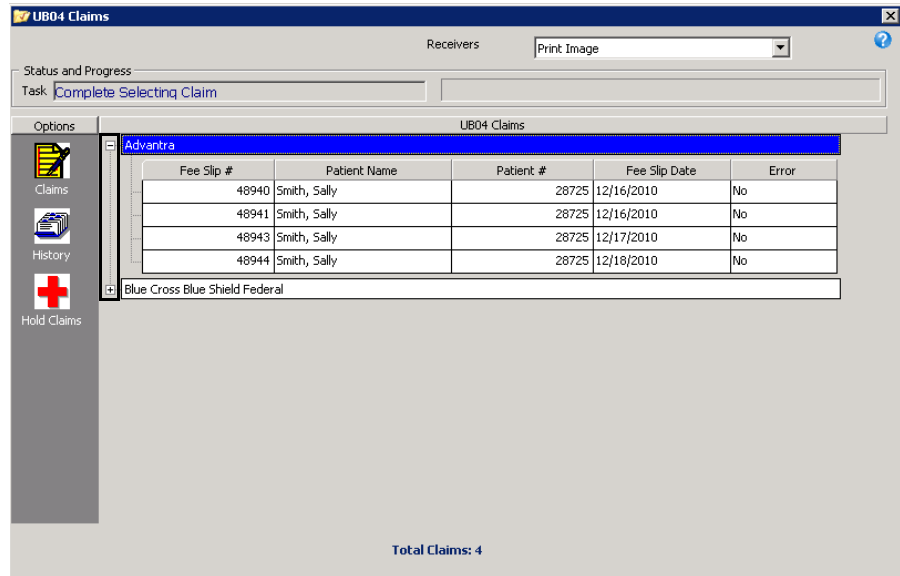 UB04 Claims
Receivers Print Image
Status and Progress
Task Complete Selecting Claim
Options UB04 Claims
Advantra
Fee Slip # Patient Name Patient # Fee Slip Date Error
48940 Smith, Sally 28725 12/16/2010 No
Claims
48941 Smith, Sally 28725 12/16/2010 No
48943 Smith, Sally 28725 12/17/2010 No
History
48944 Smith, Sally 28725 12/18/2010 No
Blue Cross Blue Shield Federal
Hold Claims
Total Claims: 4